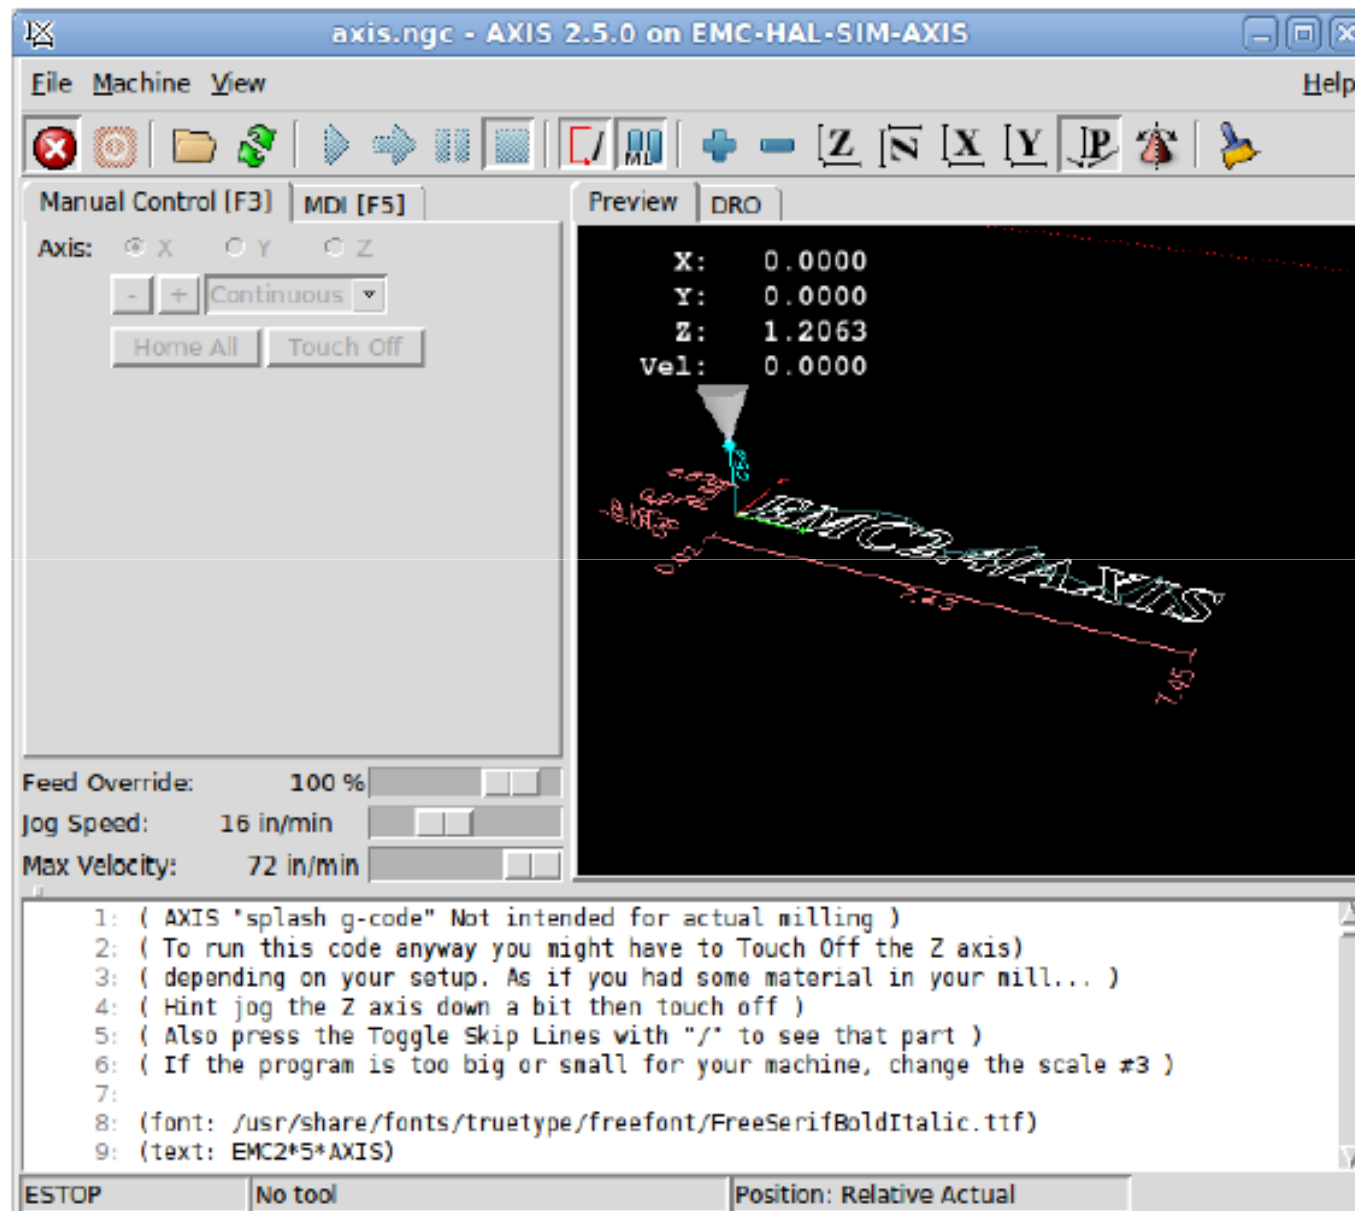 axis.ngc - AXIS 2.5.0 on EMC-HAL-SIM-AXIS
File Machine View Help
Z N X Y P
Manual Control [F3] MDI [F5] Preview DRO
Axis: X Y Z
- + Continuous
Home All Touch Off
X: 0.0000
Y: 0.0000
Z: 1.2063
Vel: 0.0000
EMC2.4/AXIS
0.02
7.43
7.45
Feed Override: 100 %
Jog Speed: 16 in/min
Max Velocity: 72 in/min
1: ( AXIS "splash g-code" Not intended for actual milling )
2: ( To run this code anyway you might have to Touch Off the Z axis)
3: ( depending on your setup. As if you had some material in your mill... )
4: ( Hint jog the Z axis down a bit then touch off )
5: ( Also press the Toggle Skip Lines with "/" to see that part )
6: ( If the program is too big or small for your machine, change the scale #3 )
7:
8: (font: /usr/share/fonts/truetype/freefont/FreeSerifBoldItalic.ttf)
9: (text: EMC2*5*AXIS)
ESTOP No tool Position: Relative Actual